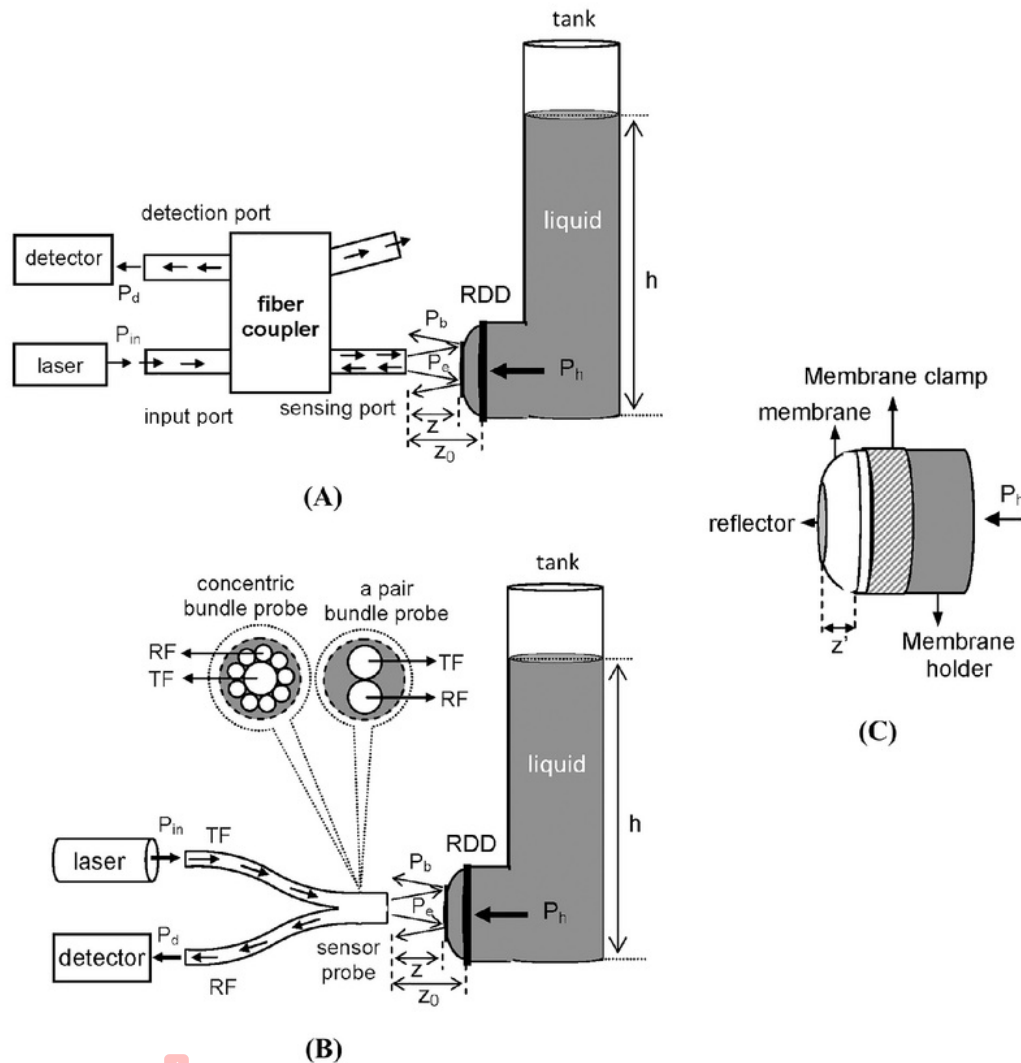 tank
detection port
detector
P_d
fiber
coupler
liquid
h
RDD
P_b
P_in
laser
P_e
P_h
input port
sensing port
z
z_0
(A)
Membrane clamp
membrane
reflector
P_h
z'
Membrane
holder
(C)
tank
concentric
bundle probe
a pair
bundle probe
RF
TF
TF
RF
liquid
h
RDD
P_in
TF
laser
P_b
P_e
P_h
P_d
detector
sensor
probe
RF
z
z_0
(B)